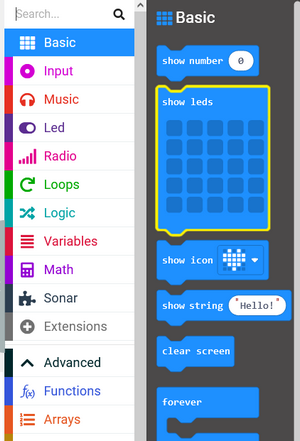 Search...
Basic
Input
Music
Led
Radio
Loops
Logic
Variables
Math
Sonar
Extensions
Advanced
f(x) Functions
Arrays
Basic
show number 0
show leds
show icon
show string "Hello!"
clear screen
forever